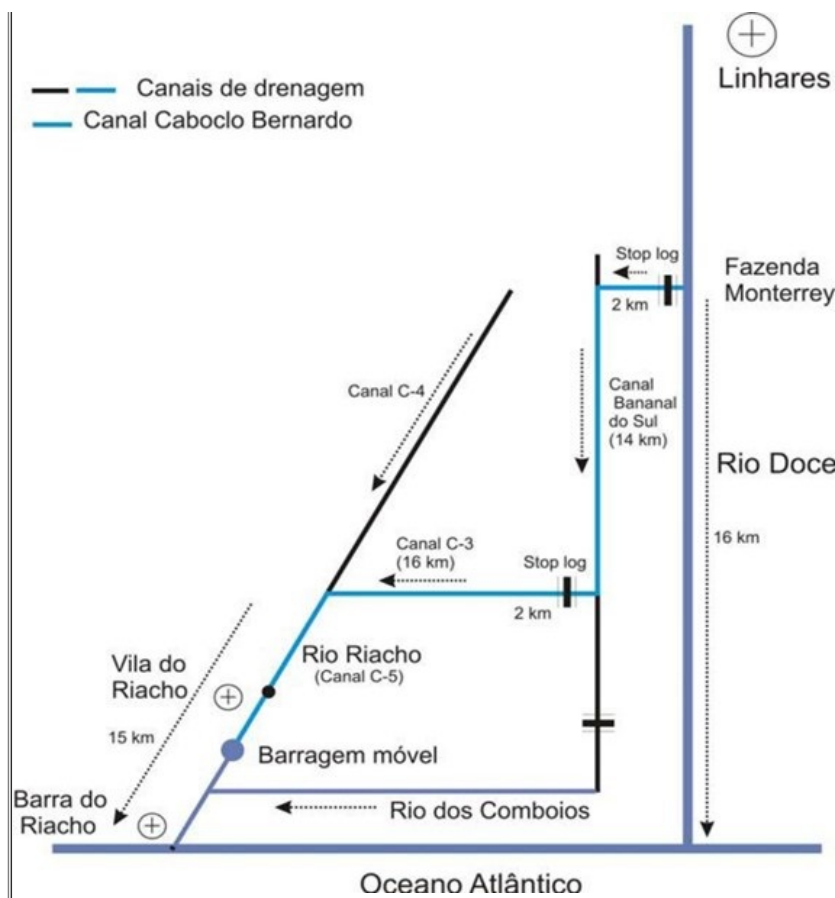 Linhares
Canais de drenagem
Canal Caboclo Bernardo
Stop log
2 km
Fazenda
Monterrey
Canal C-4
Canal
Bananal
do Sul
(14 km)
Rio Doce
16 km
Canal C-3
(16 km)
Stop log
2 km
Vila do
Riacho
Rio Riacho
(Canal C-5)
15 km
Barragem móvel
Barra do
Riacho
Rio dos Comboios
Oceano Atlântico